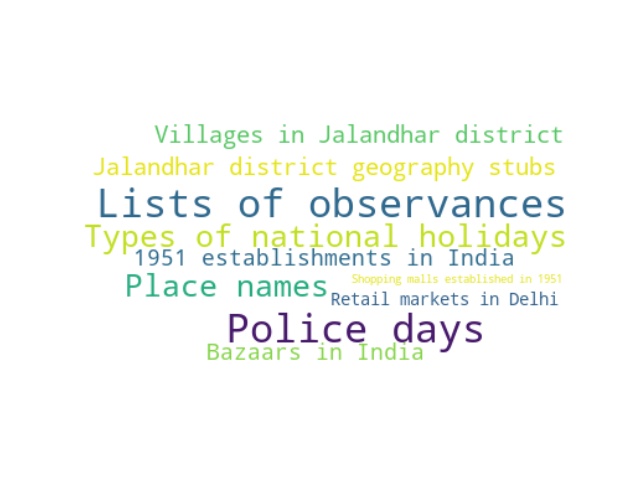 Villages in Jalandhar district
Jalandhar district geography stubs
Lists of observances
Types of national holidays
1951 establishments in India
Shopping malls established in 1951
Place names
Retail markets in Delhi
Police days
Bazaars in India